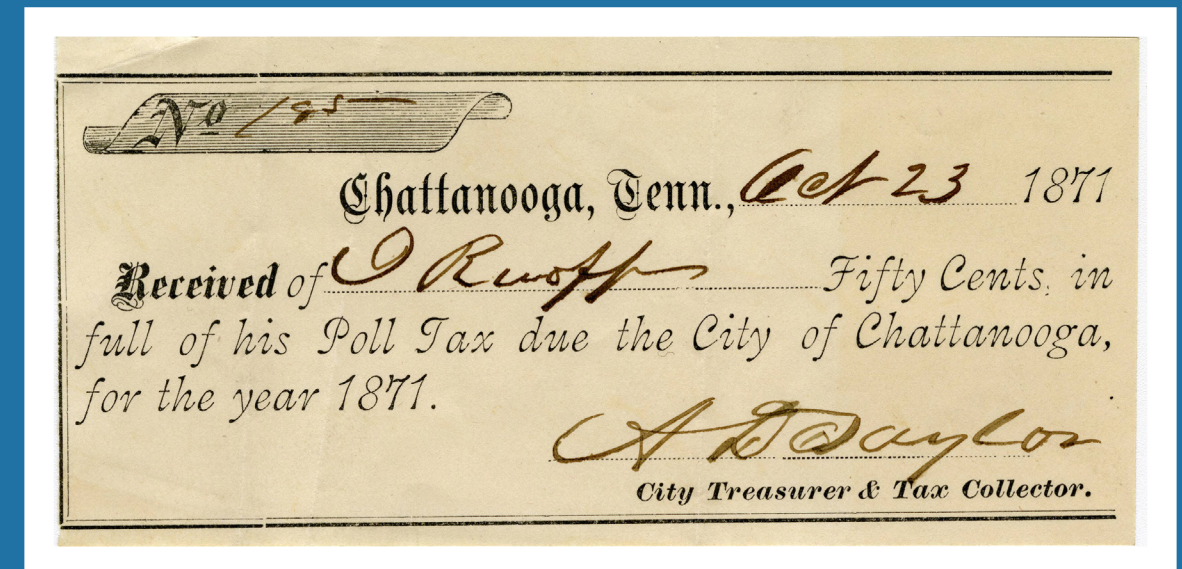 No 185
Chattanooga, Tenn., Oct 23 1871
Received of Fifty Cents, in
full of his Poll Tax due the City of Chattanooga,
for the year 1871.
A D Taylor
City Treasurer & Tax Collector.